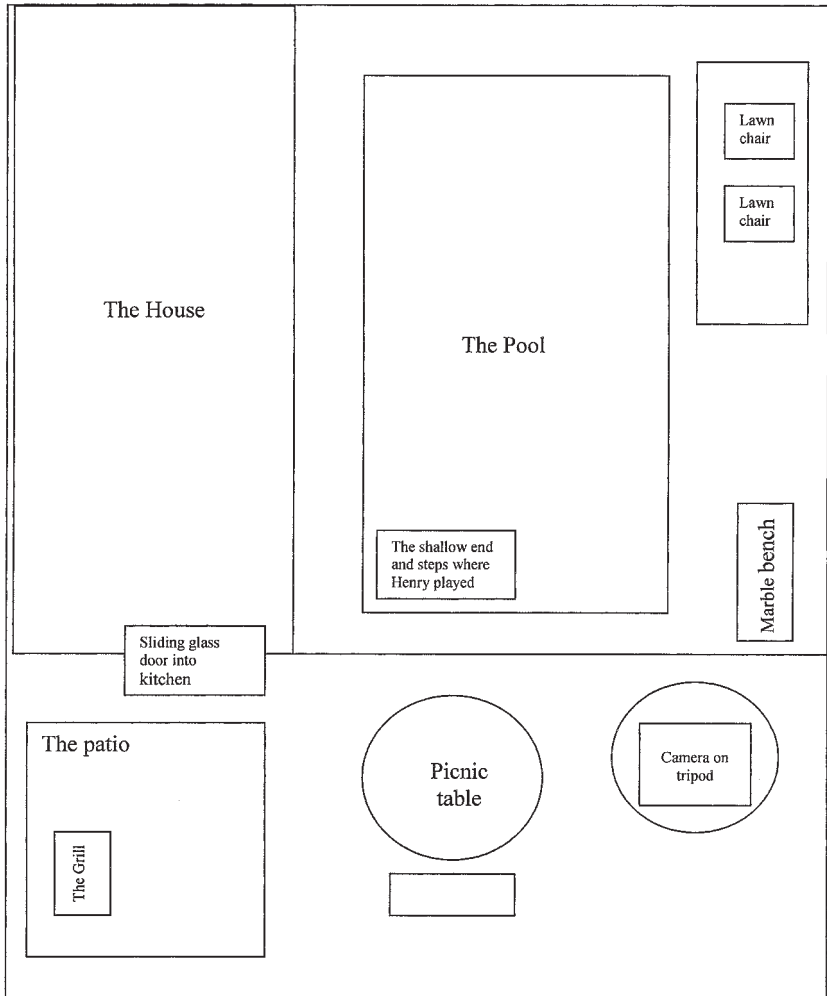 Lawn
chair
Lawn
chair
The House
The Pool
The shallow end
and steps where
Henry played
Marble bench
Sliding glass
door into
kitchen
The patio
Picnic
table
Camera on
tripod
The Grill